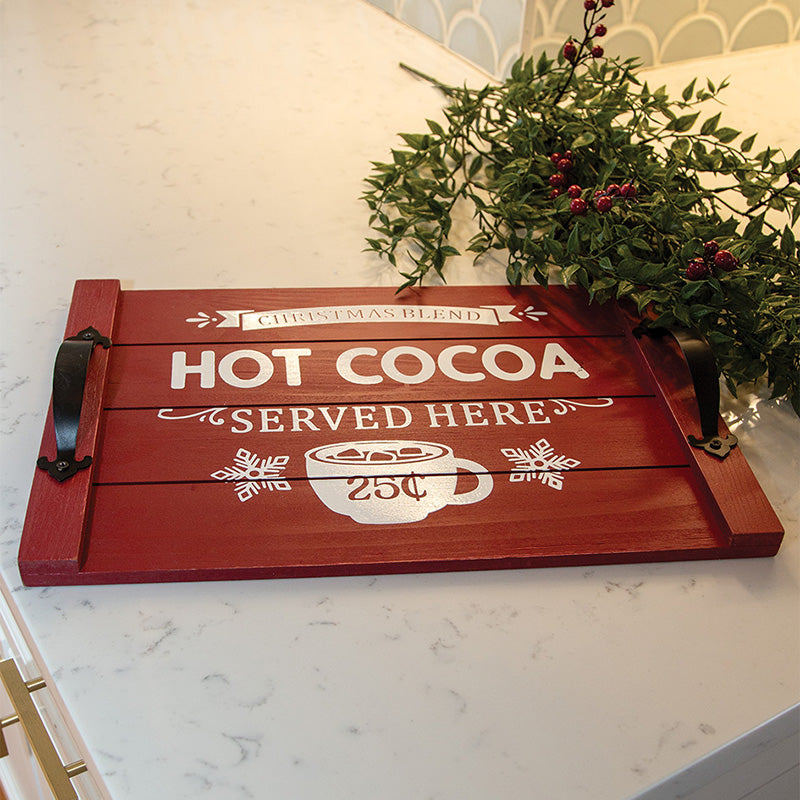 CHRISTMAS BLEND
HOT COCOA
SERVED HERE
25¢